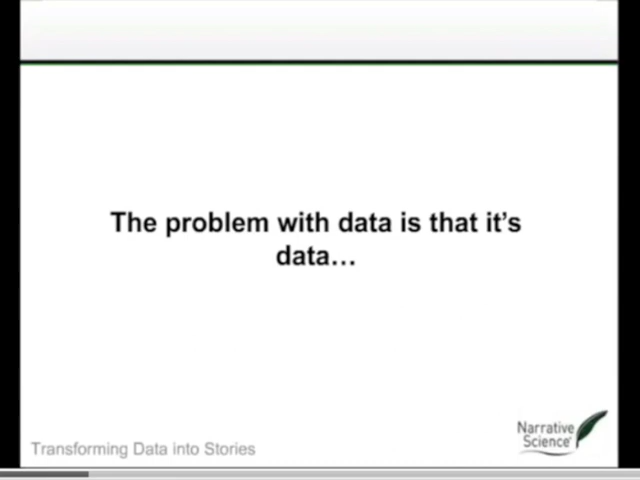 The problem with data is that it's
data...
Transforming Data into Stories
Narrative
Science®